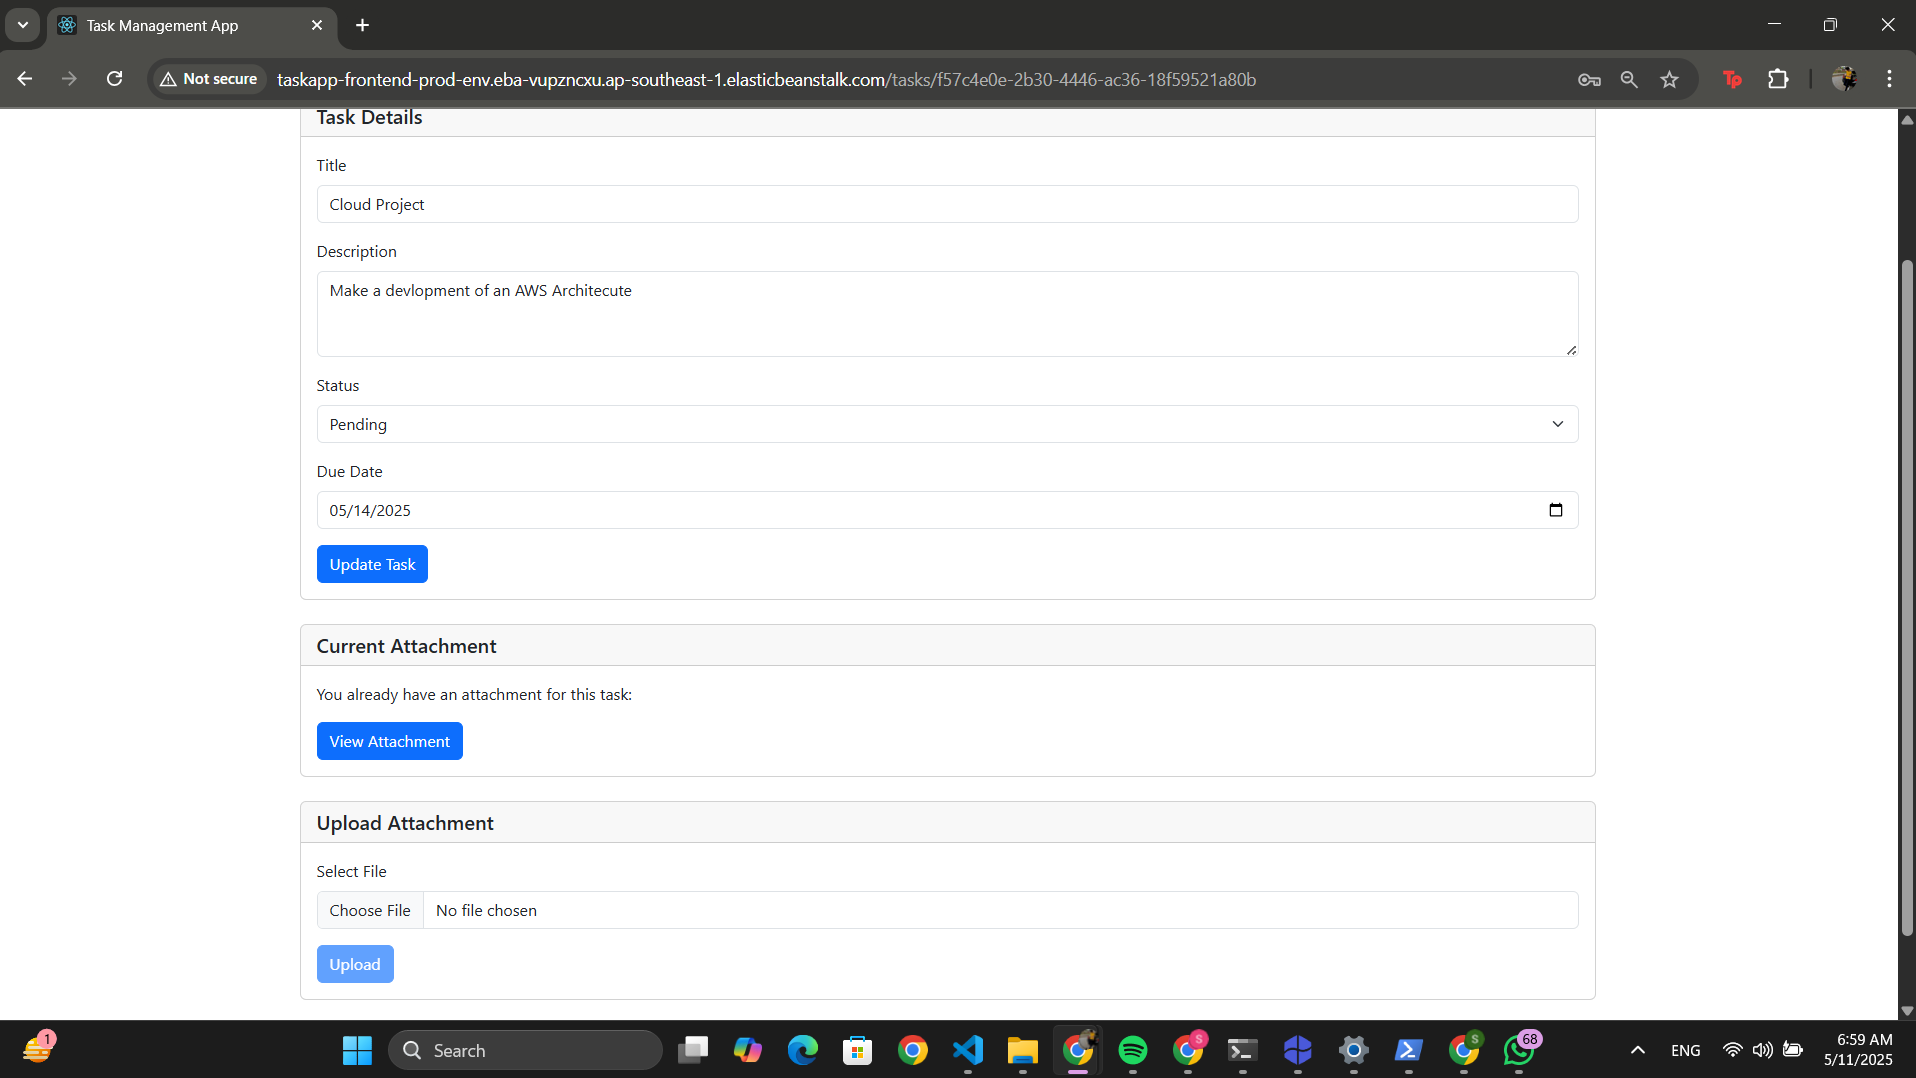 Task Management App
Not secure
taskapp-frontend-prod-env.eba-vupzncxu.ap-southeast-1.elasticbeanstalk.com/tasks/f57c4e0e-2b30-4446-ac36-18f59521a80b
Tp
Task Details
Title
Cloud Project
Description
Make a devlopment of an AWS Architecute
Status
Pending
Due Date
05/14/2025
Update Task
Current Attachment
You already have an attachment for this task:
View Attachment
Upload Attachment
Select File
Choose File No file chosen
Upload
1
Search
S
S
68
ENG
6:59 AM
5/11/2025